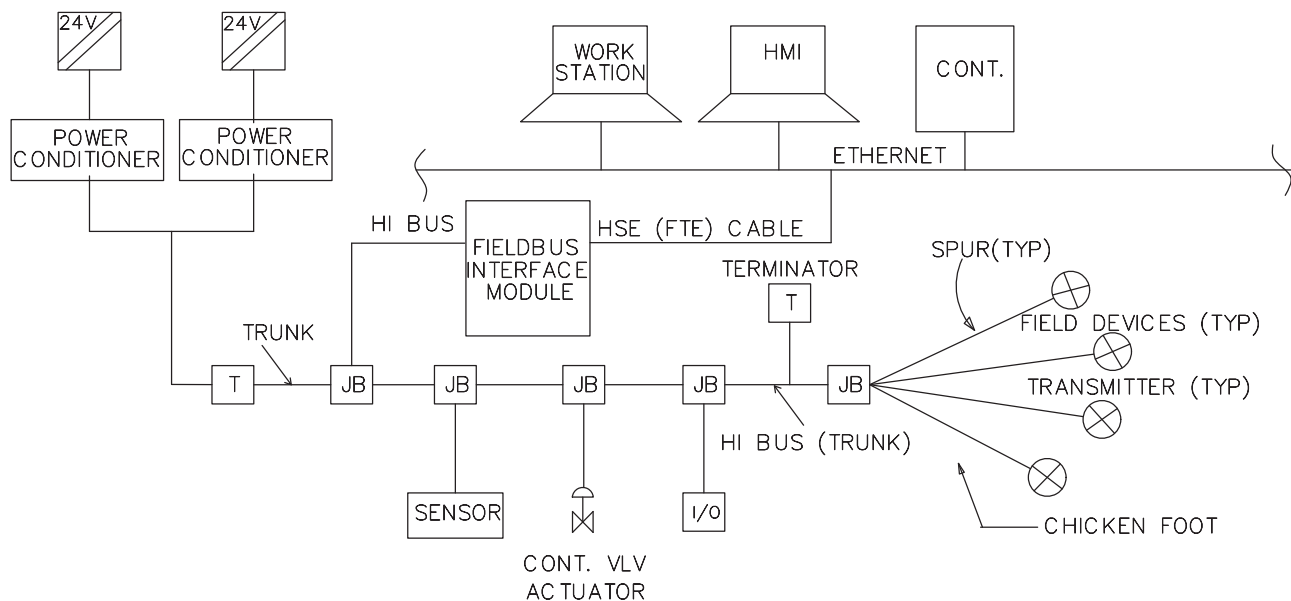 24V
24V
WORK
STATION
HMI
CONT.
POWER
CONDITIONER
POWER
CONDITIONER
ETHERNET
HI BUS
HSE (FTE) CABLE
FIELDBUS
INTERFACE
MODULE
SPUR(TYP)
TERMINATOR
T
FIELD DEVICES (TYP)
TRUNK
TRANSMITTER (TYP)
T
JB
JB
JB
JB
JB
HI BUS (TRUNK)
SENSOR
I/O
CHICKEN FOOT
CONT. VLV
ACTUATOR